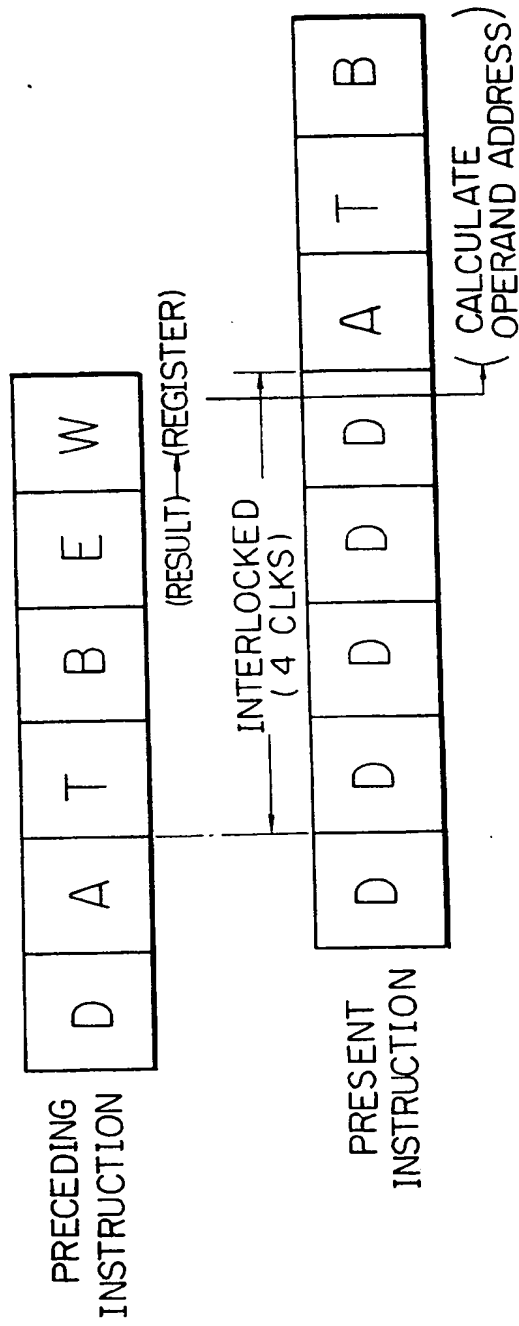 PRECEDING
INSTRUCTION
D A T B E W
(RESULT)→(REGISTER)
INTERLOCKED
(4 CLKS)
PRESENT
INSTRUCTION
D D D D D A T B
( CALCULATE
OPERAND ADDRESS)